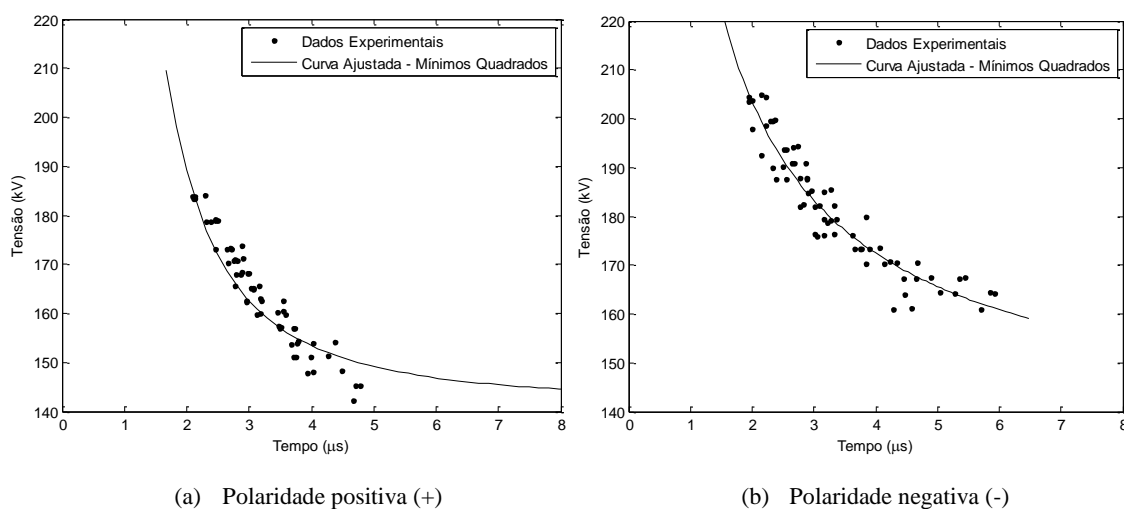 220
210
200
190
180
170
160
150
140
Tensão (kV)
0 1 2 3 4 5 6 7 8
Tempo (μs)
Dados Experimentais
Curva Ajustada - Mínimos Quadrados
(a) Polaridade positiva (+)
220
210
200
190
180
170
160
150
140
Tensão (kV)
0 1 2 3 4 5 6 7 8
Tempo (μs)
Dados Experimentais
Curva Ajustada - Mínimos Quadrados
(b) Polaridade negativa (-)